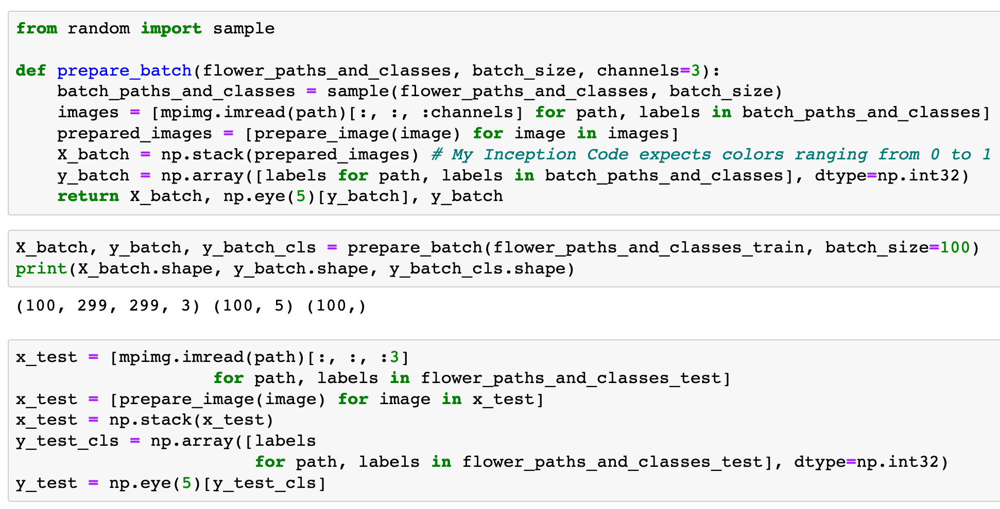 from random import sample
def prepare_batch(flower_paths_and_classes, batch_size, channels=3):
    batch_paths_and_classes = sample(flower_paths_and_classes, batch_size)
    images = [mpimg.imread(path)[:, :, :channels] for path, labels in batch_paths_and_classes]
    prepared_images = [prepare_image(image) for image in images]
    X_batch = np.stack(prepared_images) # My Inception Code expects colors ranging from 0 to 1
    y_batch = np.array([labels for path, labels in batch_paths_and_classes], dtype=np.int32)
    return X_batch, np.eye(5)[y_batch], y_batch
X_batch, y_batch, y_batch_cls = prepare_batch(flower_paths_and_classes_train, batch_size=100)
print(X_batch.shape, y_batch.shape, y_batch_cls.shape)
(100, 299, 299, 3) (100, 5) (100,)
x_test = [mpimg.imread(path)[:, :, :3]
                   for path, labels in flower_paths_and_classes_test]
x_test = [prepare_image(image) for image in x_test]
x_test = np.stack(x_test)
y_test_cls = np.array([labels
                       for path, labels in flower_paths_and_classes_test], dtype=np.int32)
y_test = np.eye(5)[y_test_cls]